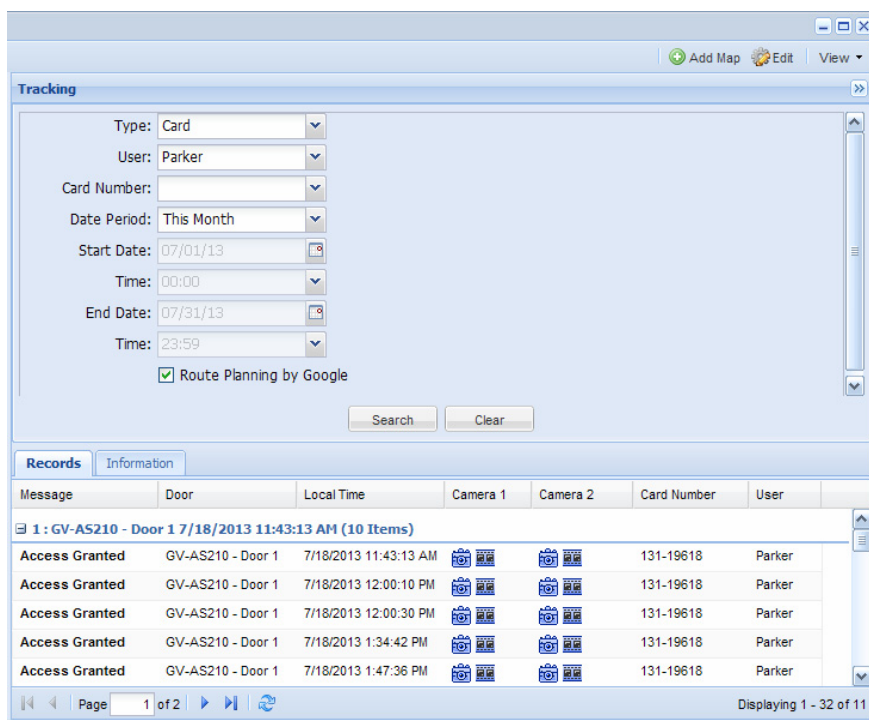 Add Map Edit View
Tracking
Type: Card
User: Parker
Card Number:
Date Period: This Month
Start Date: 07/01/13
Time: 00:00
End Date: 07/31/13
Time: 23:59
Route Planning by Google
Search Clear
Records Information
Message Door Local Time Camera 1 Camera 2 Card Number User
1 : GV-AS210 - Door 1 7/18/2013 11:43:13 AM (10 Items)
Access Granted GV-AS210 - Door 1 7/18/2013 11:43:13 AM 131-19618 Parker
Access Granted GV-AS210 - Door 1 7/18/2013 12:00:10 PM 131-19618 Parker
Access Granted GV-AS210 - Door 1 7/18/2013 12:00:30 PM 131-19618 Parker
Access Granted GV-AS210 - Door 1 7/18/2013 1:34:42 PM 131-19618 Parker
Access Granted GV-AS210 - Door 1 7/18/2013 1:47:36 PM 131-19618 Parker
Page 1 of 2 Displaying 1 - 32 of 11